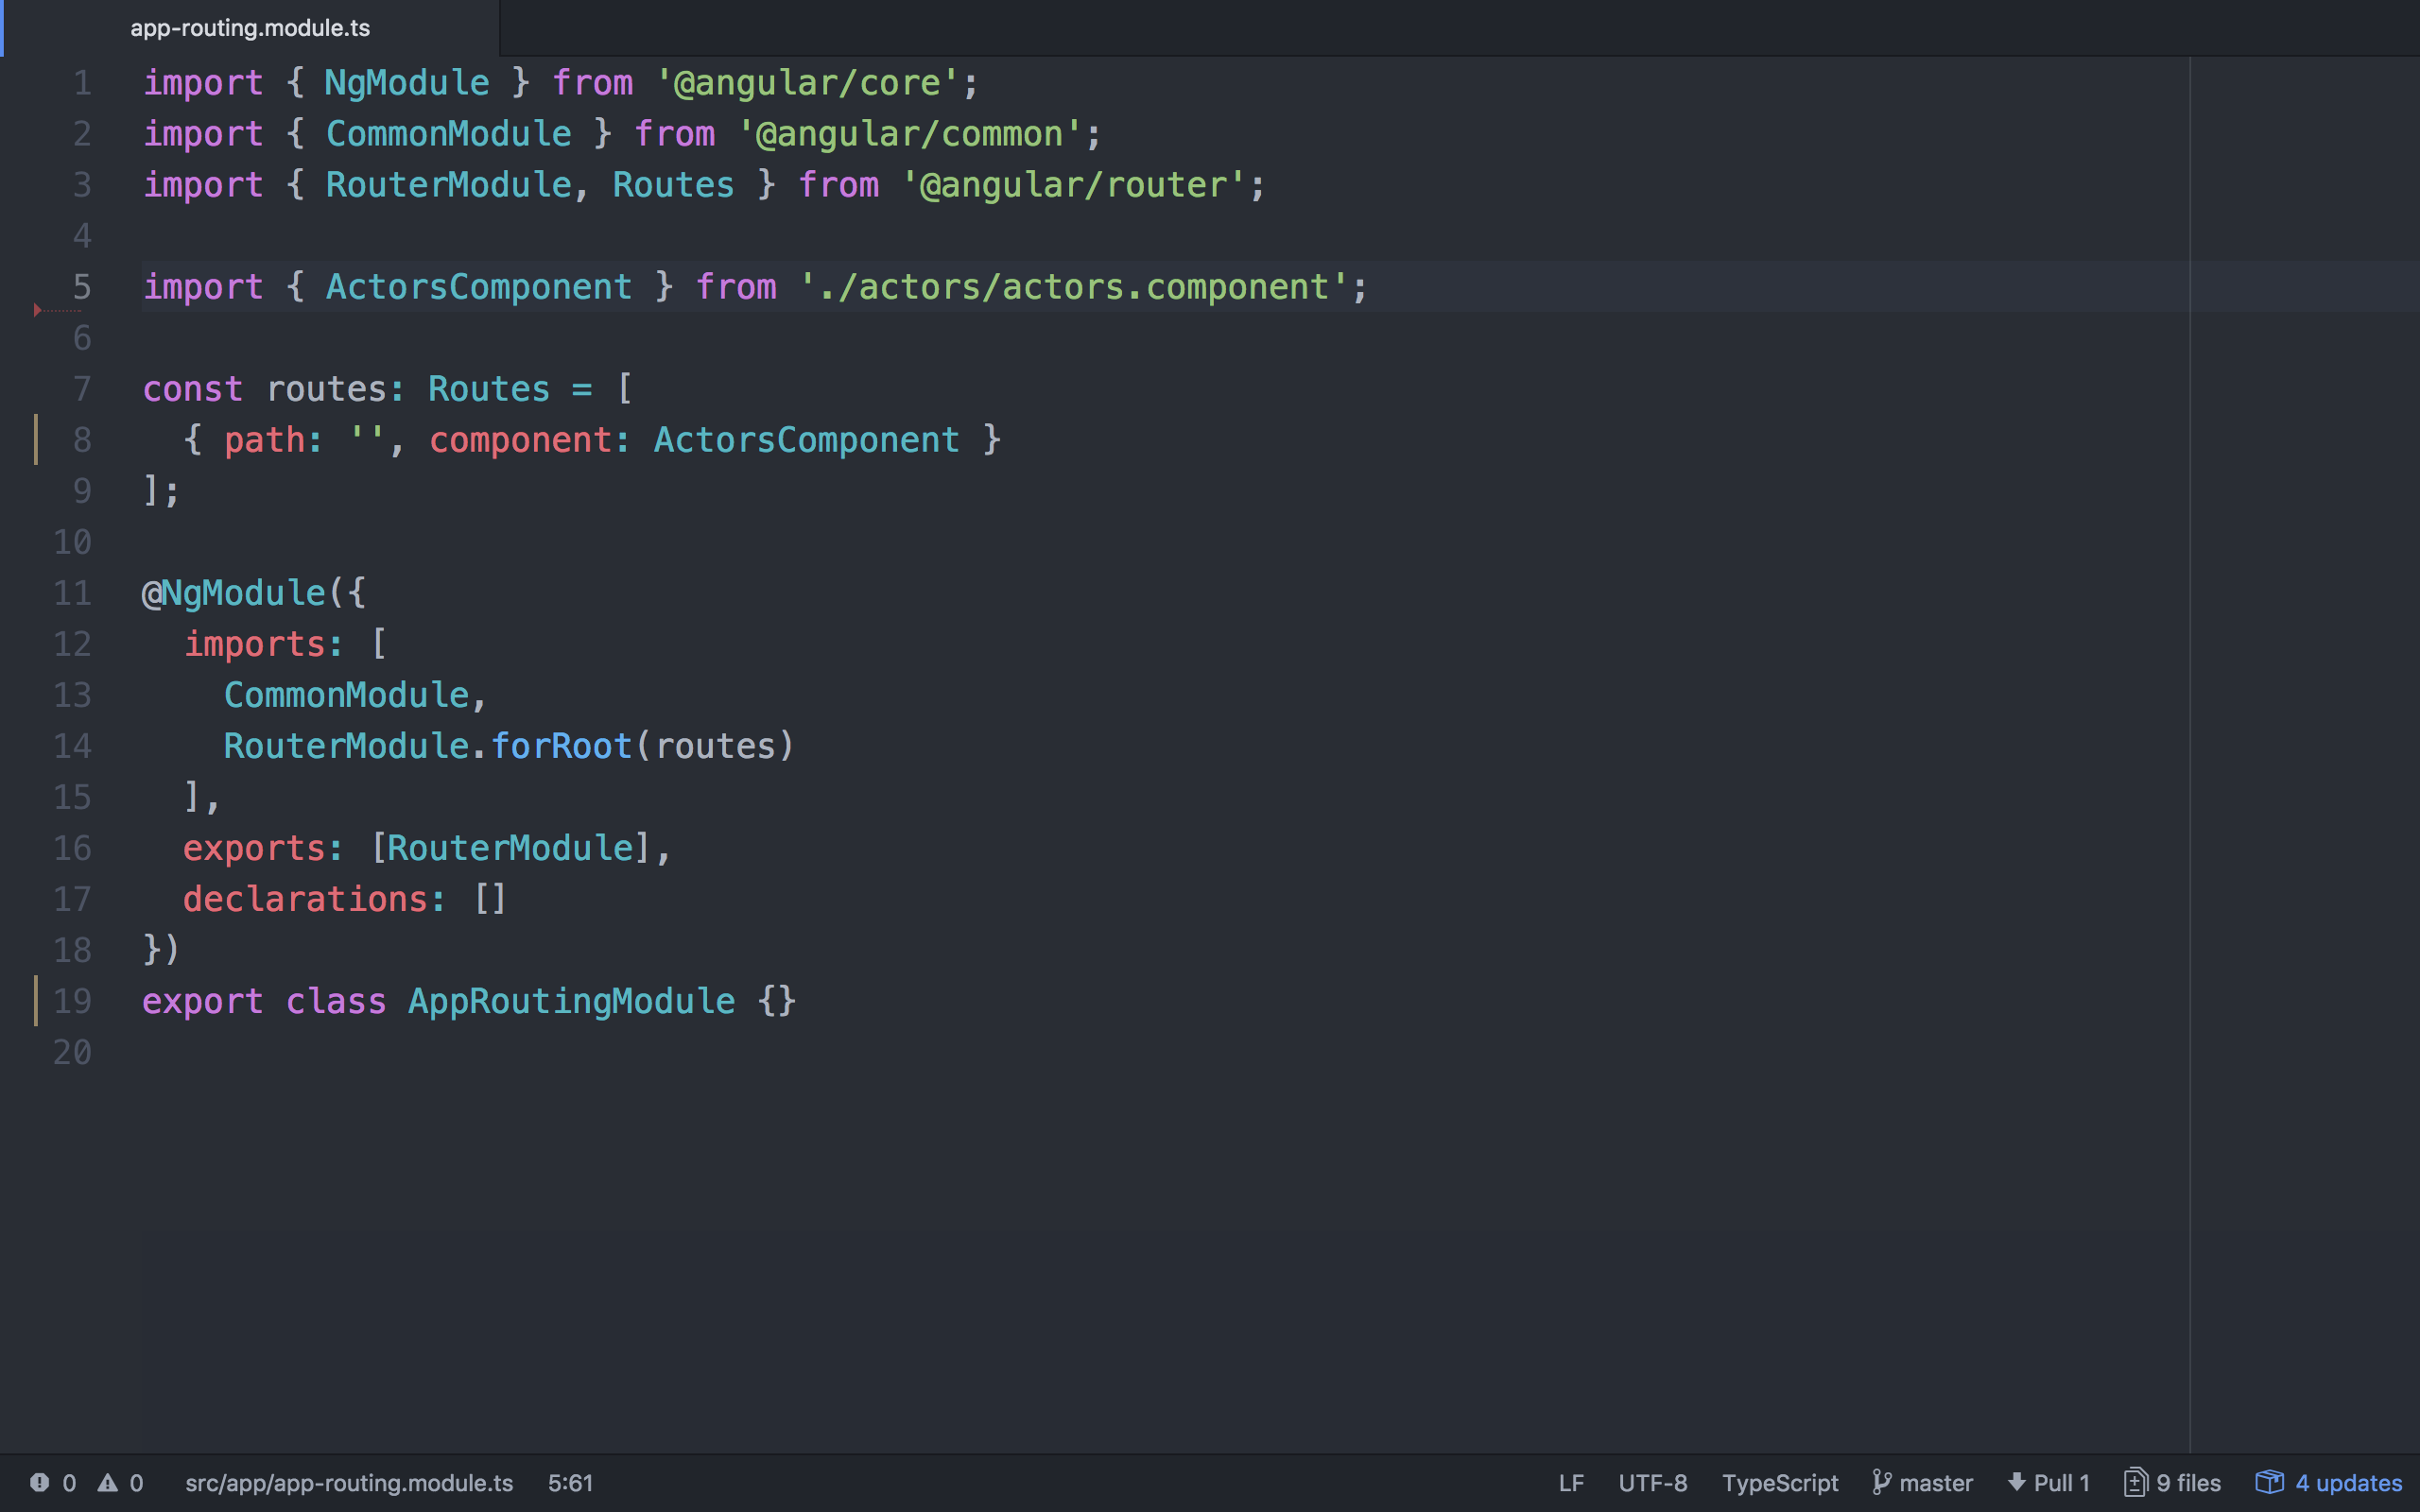 app-routing.module.ts
1 import { NgModule } from '@angular/core';
2 import { CommonModule } from '@angular/common';
3 import { RouterModule, Routes } from '@angular/router';
4
5 import { ActorsComponent } from './actors/actors.component';
6
7 const routes: Routes = [
8   { path: '', component: ActorsComponent }
9 ];
10
11 @NgModule({
12   imports: [
13     CommonModule,
14     RouterModule.forRoot(routes)
15   ],
16   exports: [RouterModule],
17   declarations: []
18 })
19 export class AppRoutingModule {}
20
0 0 src/app/app-routing.module.ts 5:61 LF UTF-8 TypeScript master Pull 1 9 files 4 updates